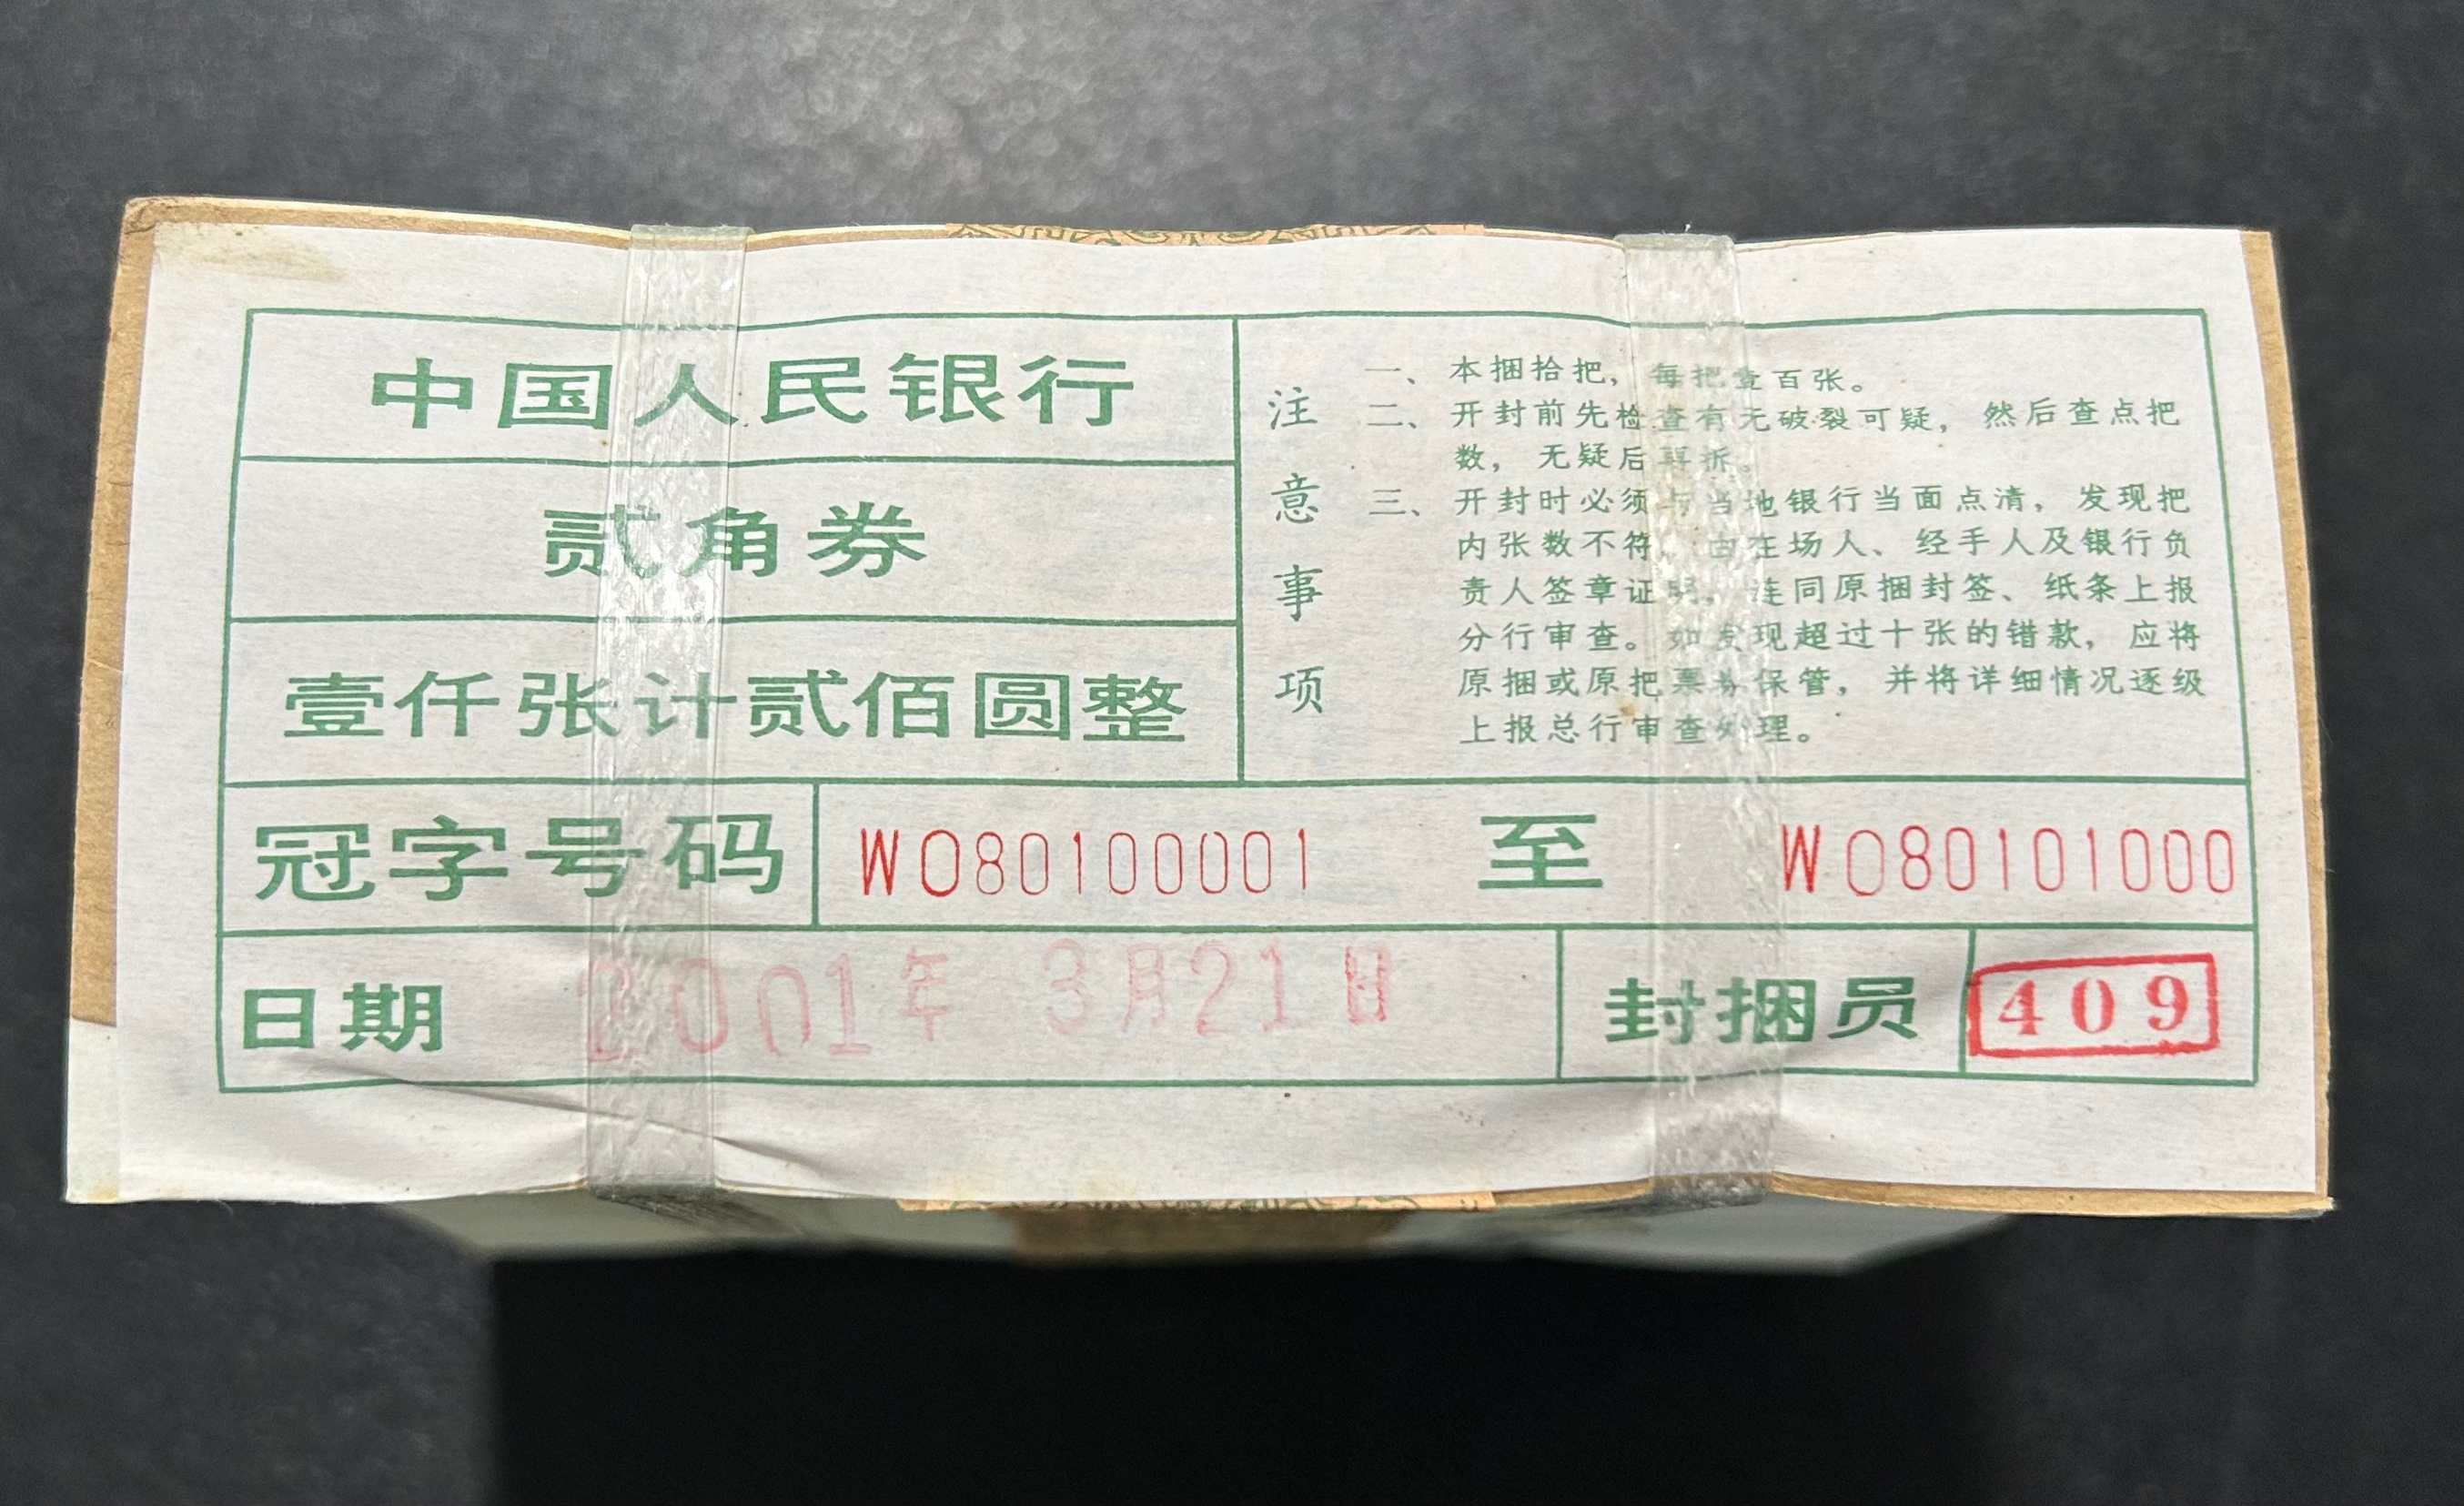 中国人民银行
贰角券
壹仟张计贰佰圆整
注意事项
一、本捆拾把，每把壹百张。
二、开封前先检查有无破裂可疑，然后查点把
数，无疑后再拆。
三、开封时必须与当地银行当面点清，发现把
内张数不符，由在场人、经手人及银行负
责人签章证明，连同原捆封签、纸条上报
分行审查。如发现超过十张的错款，应将
原捆或原把票券保管，并将详细情况逐级
上报总行审查处理。
冠字号码 WO80100001 至 WO80101000
日期 2001年 3月21日 封捆员 409